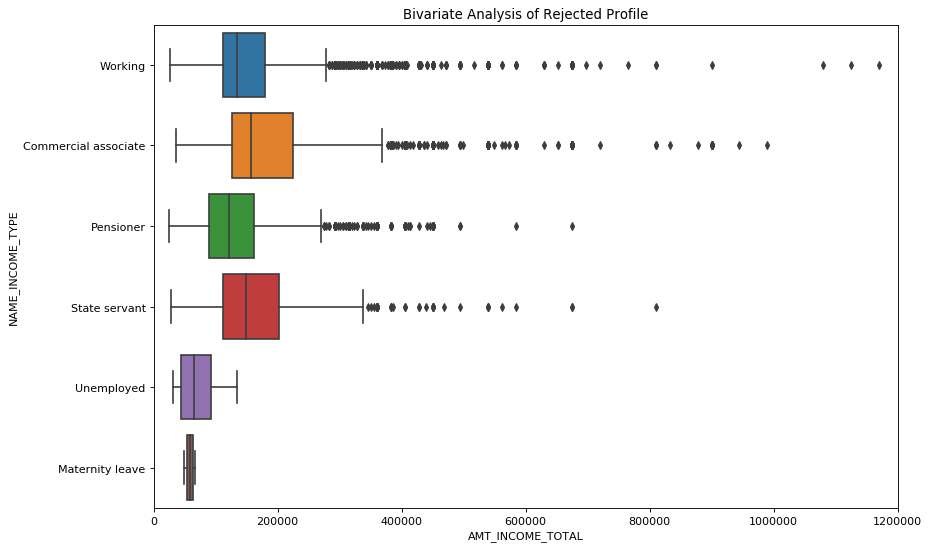 Bivariate Analysis of Rejected Profile
NAME_INCOME_TYPE
Working
Commercial associate
Pensioner
State servant
Unemployed
Maternity leave
0 200000 400000 600000 800000 1000000 1200000
AMT_INCOME_TOTAL